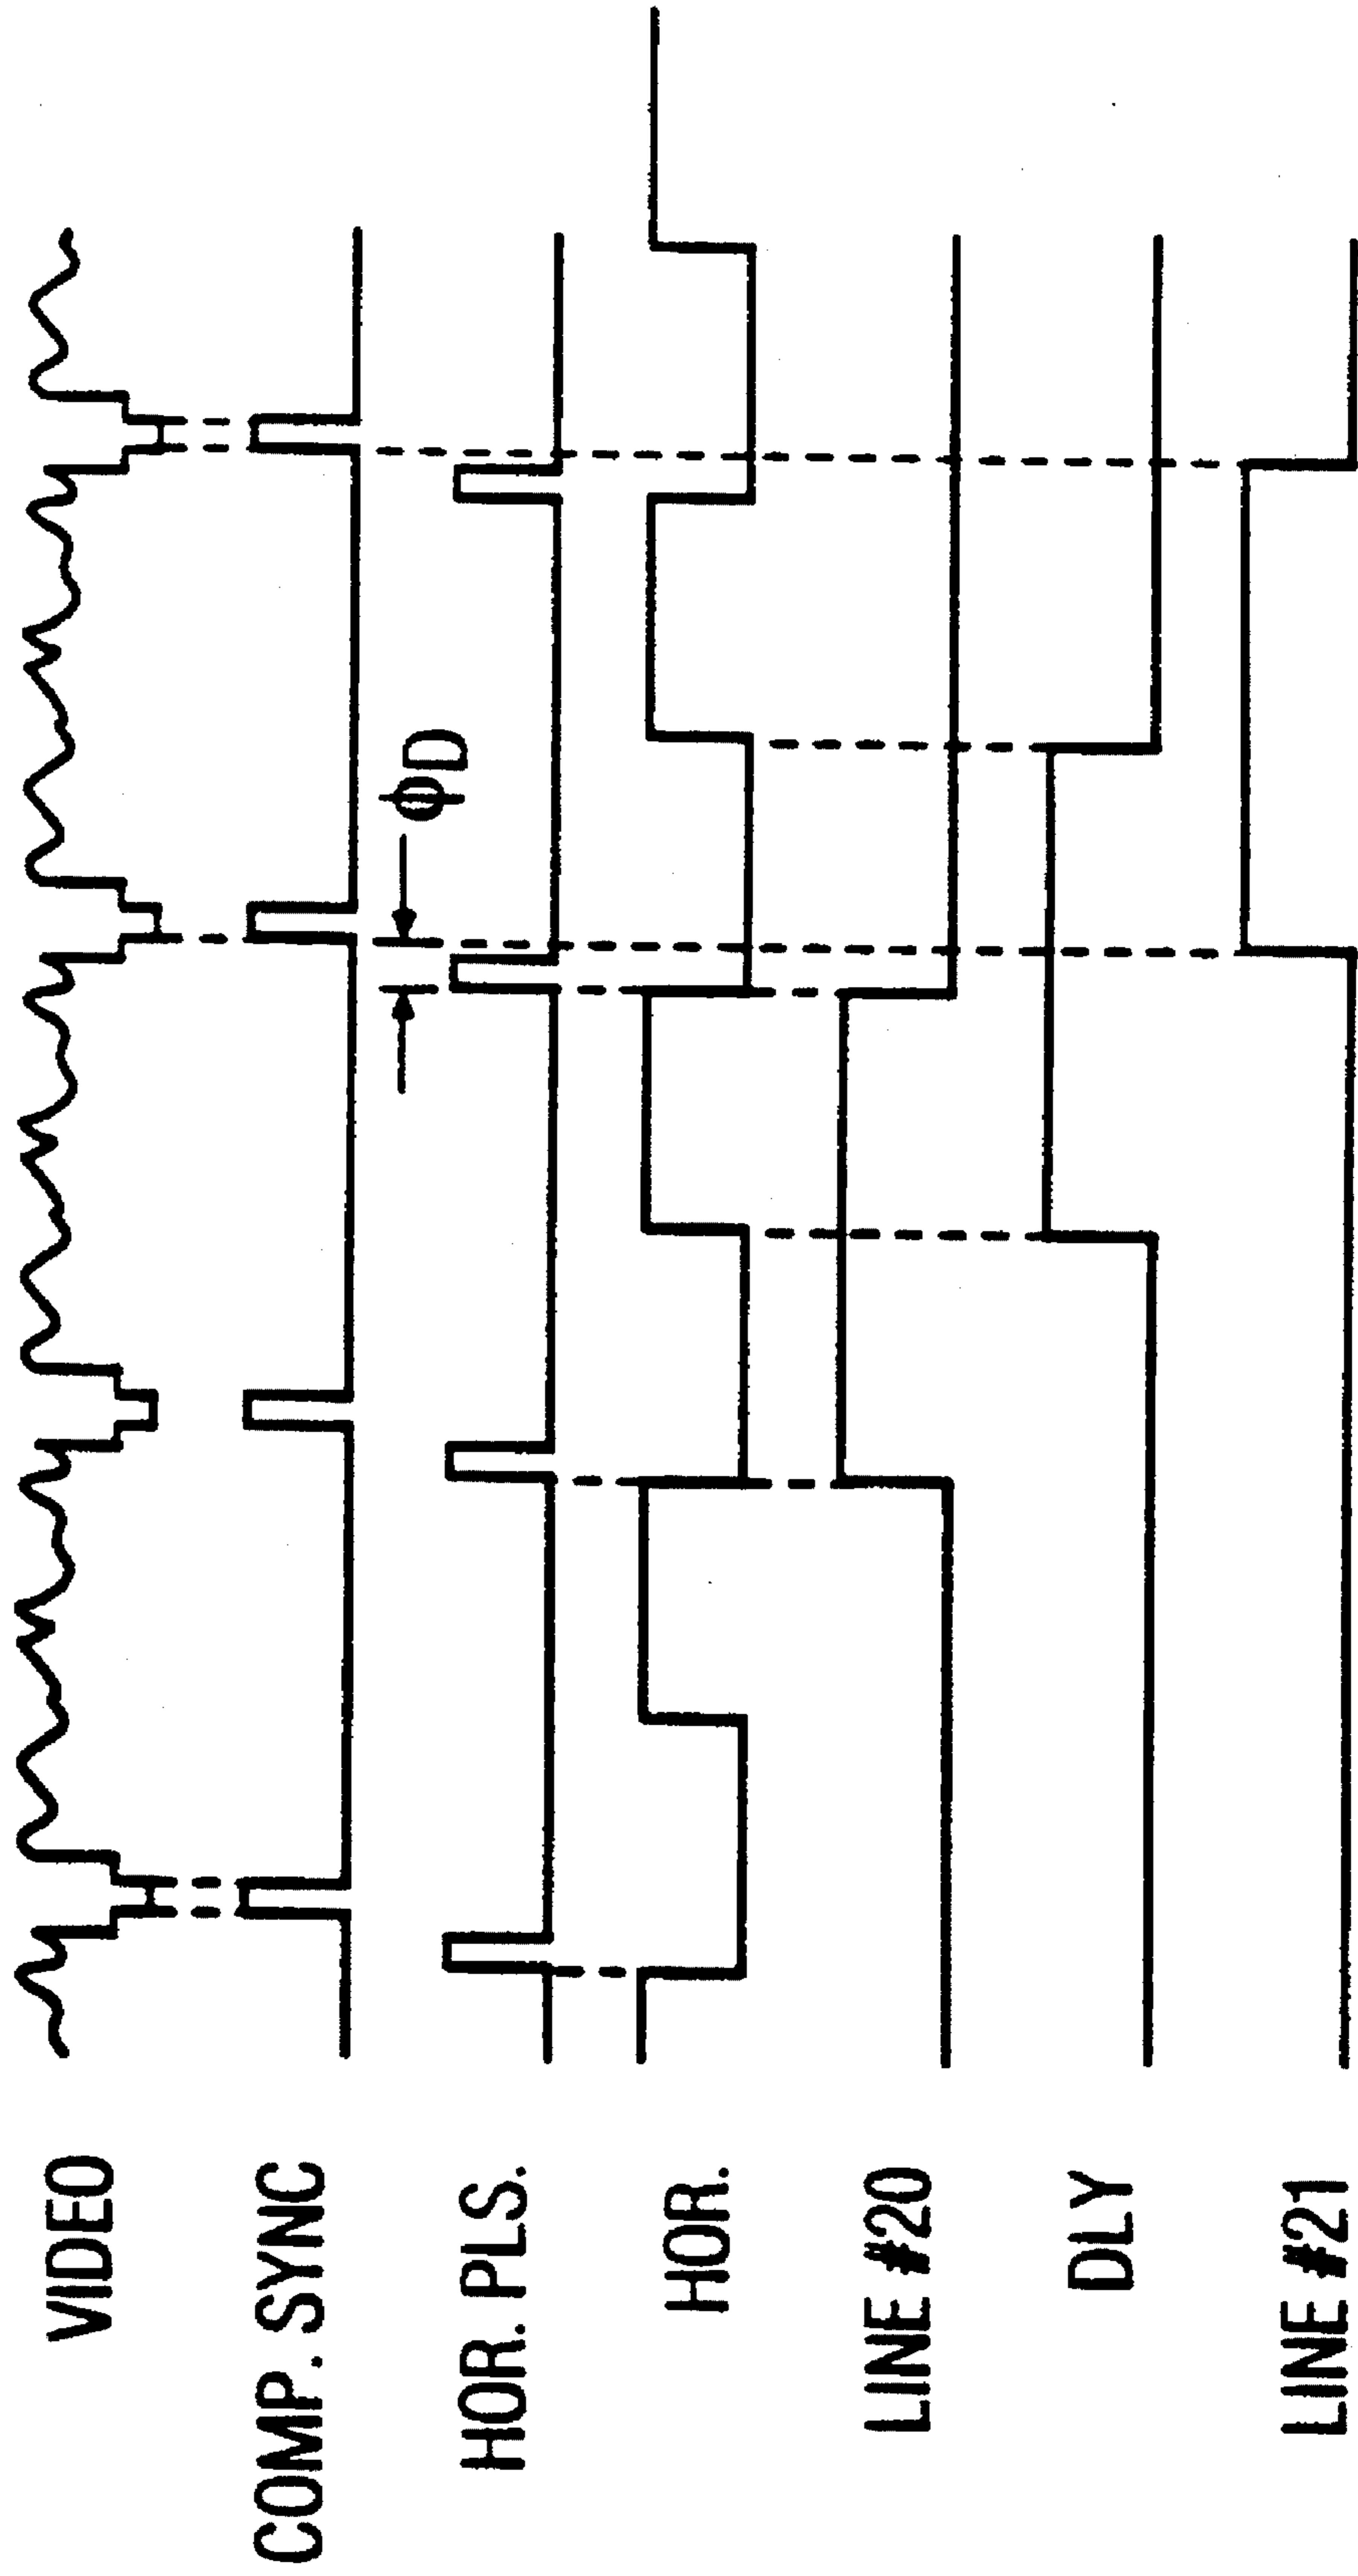 VIDEO
COMP. SYNC
HOR. PLS.
ϕD
HOR.
LINE #20
DLY
LINE #21